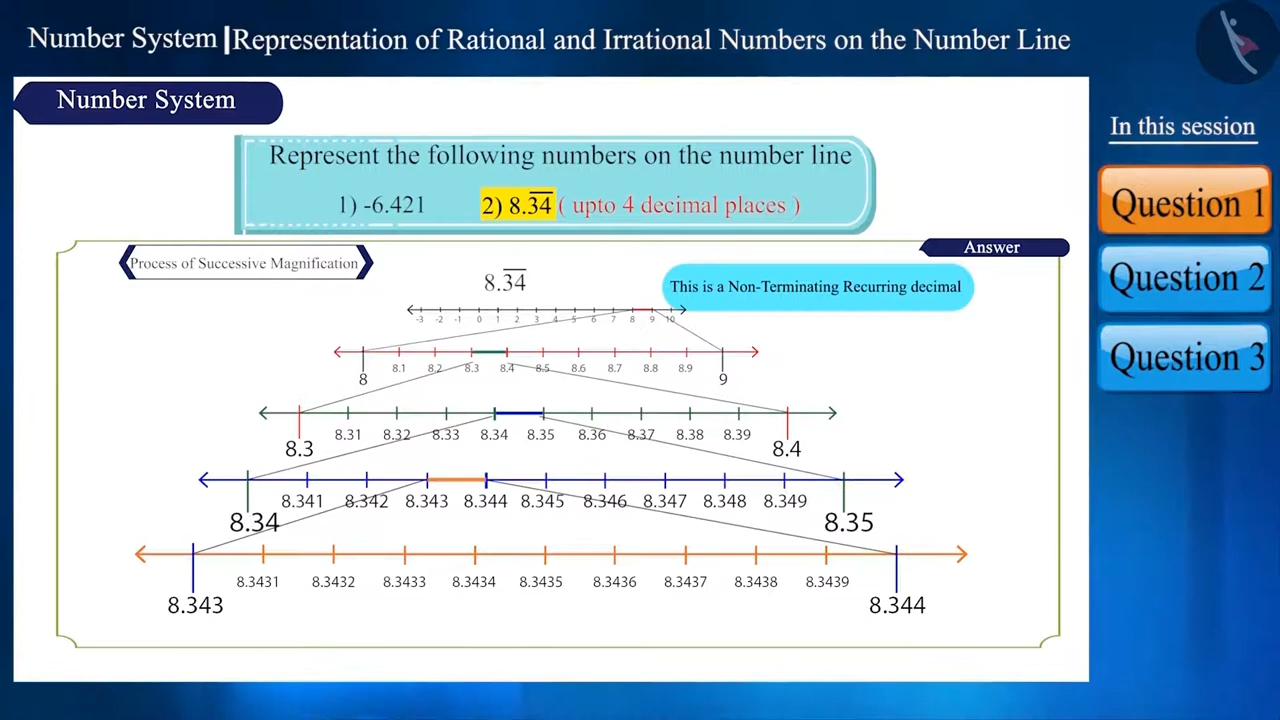 Number System | Representation of Rational and Irrational Numbers on the Number Line
Number System
In this session
Question 1
Question 2
Question 3
Represent the following numbers on the number line
1) -6.421 2) 8.3̅4̅ ( upto 4 decimal places )
Answer
Process of Successive Magnification
8.3̅4̅
This is a Non-Terminating Recurring decimal
-3 -2 -1 0 1 2 3 4 5 6 7 8 9 10
8.1 8.2 8.3 8.4 8.5 8.6 8.7 8.8 8.9
8 9
8.31 8.32 8.33 8.34 8.35 8.36 8.37 8.38 8.39
8.3 8.4
8.341 8.342 8.343 8.344 8.345 8.346 8.347 8.348 8.349
8.34 8.35
8.3431 8.3432 8.3433 8.3434 8.3435 8.3436 8.3437 8.3438 8.3439
8.343 8.344